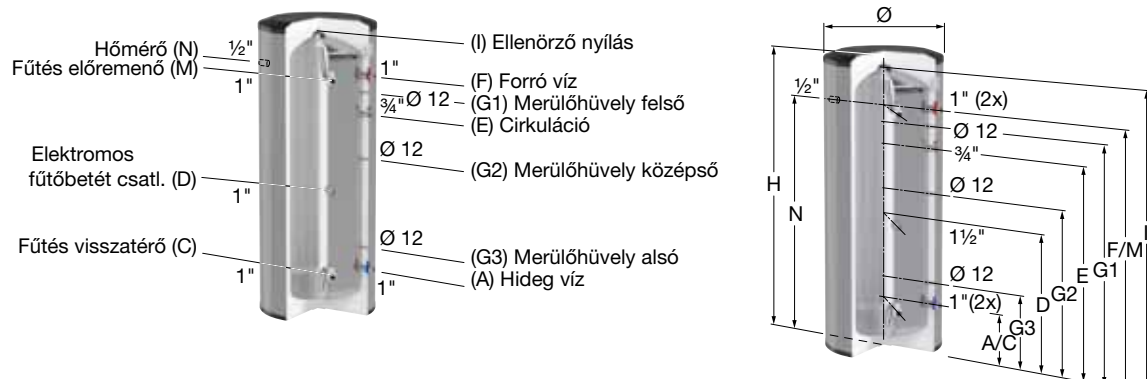 Hőmérő (N)
½"
Fűtés előremenő (M)
1"
Elektromos
fűtőbetét csatl. (D)
1"
Fűtés visszatérő (C)
1"
(I) Ellenörző nyílás
1"
(F) Forró víz
Ø 12
(G1) Merülőhüvely felső
¾"
(E) Cirkuláció
Ø 12
(G2) Merülőhüvely középső
Ø 12
(G3) Merülőhüvely alsó
(A) Hideg víz
1"
Ø
½"
1" (2x)
Ø 12
¾"
Ø 12
1½"
Ø 12
1"(2x)
H
N
A/C
G3
D
G2
E
G1
F/M